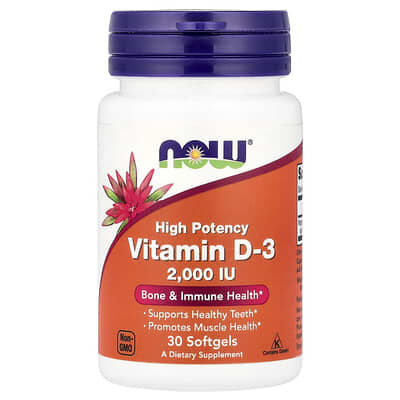 NOW
High Potency
Vitamin D-3
2,000 IU
Bone & Immune Health*
• Supports Healthy Teeth*
• Promotes Muscle Health*
30 Softgels
A Dietary Supplement
Non-
GMO
K